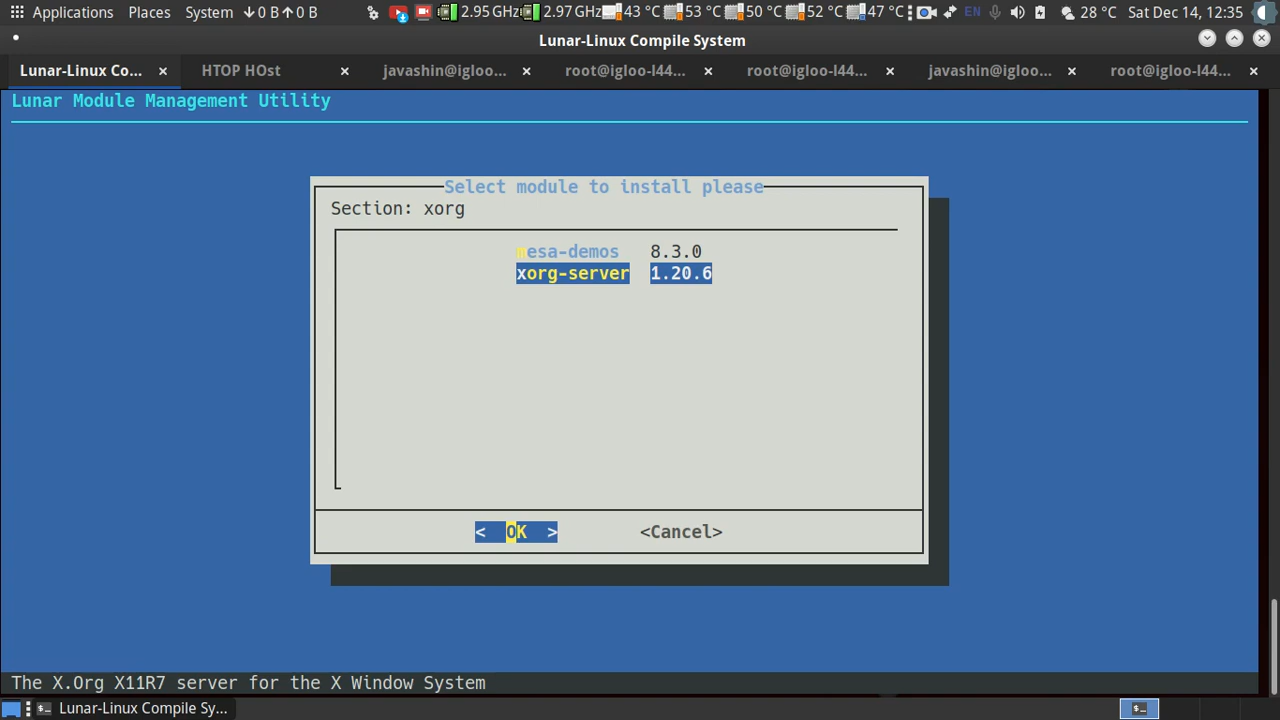 Applications Places System ↓0 B↑0 B 2.95 GHz 2.97 GHz 43 °C 53 °C 50 °C 52 °C 47 °C EN 28 °C Sat Dec 14, 12:35
Lunar-Linux Compile System
Lunar-Linux Co... × HTOP HOst × javashin@igloo... × root@igloo-l44... × root@igloo-l44... × javashin@igloo... × root@igloo-l44... ×
Lunar Module Management Utility
Select module to install please
Section: xorg
mesa-demos 8.3.0
xorg-server 1.20.6
< OK > <Cancel>
The X.Org X11R7 server for the X Window System
Lunar-Linux Compile Sy...